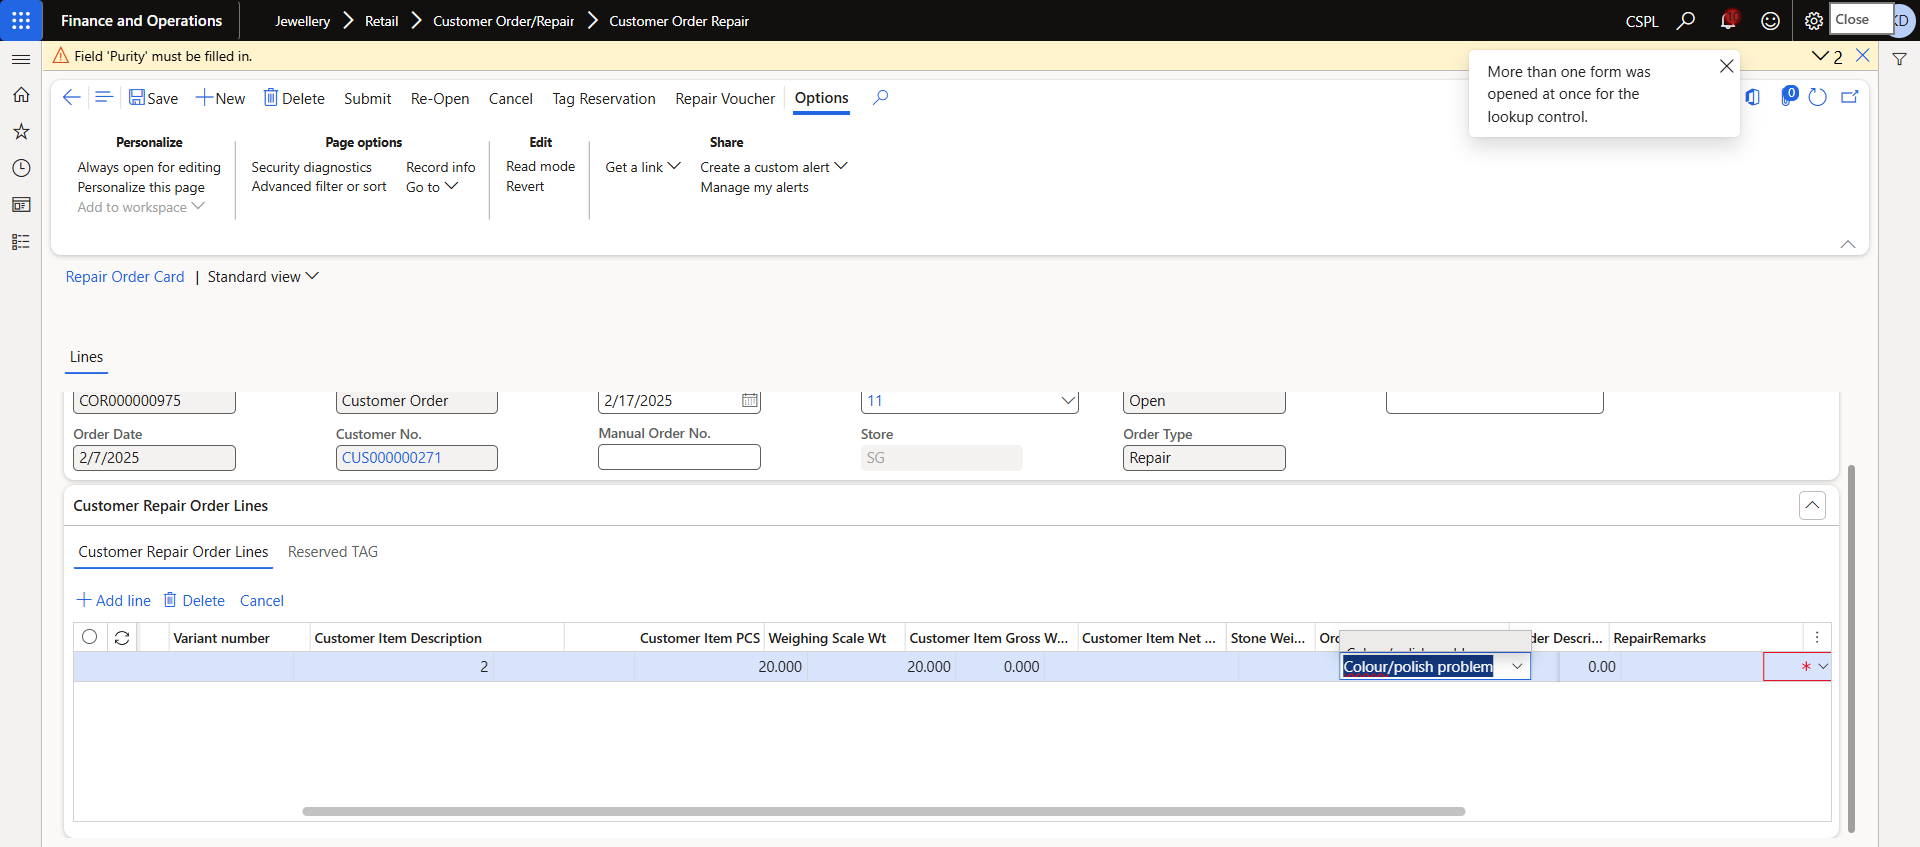 Finance and Operations
Jewellery
Retail
Customer Order/Repair
Customer Order Repair
CSPL
Close
Field 'Purity' must be filled in.
2
More than one form was
opened at once for the
lookup control.
Save
New
Delete
Submit
Re-Open
Cancel
Tag Reservation
Repair Voucher
Options
0
Personalize
Always open for editing
Personalize this page
Add to workspace
Page options
Security diagnostics
Advanced filter or sort
Record info
Go to
Edit
Read mode
Revert
Get a link
Share
Create a custom alert
Manage my alerts
Repair Order Card | Standard view
Lines
COR000000975
Customer Order
2/17/2025
11
Open
Order Date
Customer No.
Manual Order No.
Store
Order Type
2/7/2025
CUS000000271
SG
Repair
Customer Repair Order Lines
Customer Repair Order Lines
Reserved TAG
Add line
Delete
Cancel
Variant number
Customer Item Description
Customer Item PCS
Weighing Scale Wt
Customer Item Gross W...
Customer Item Net ...
Stone Wei...
RepairRemarks
2
20.000
20.000
0.000
Colour/polish problem
0.00
*